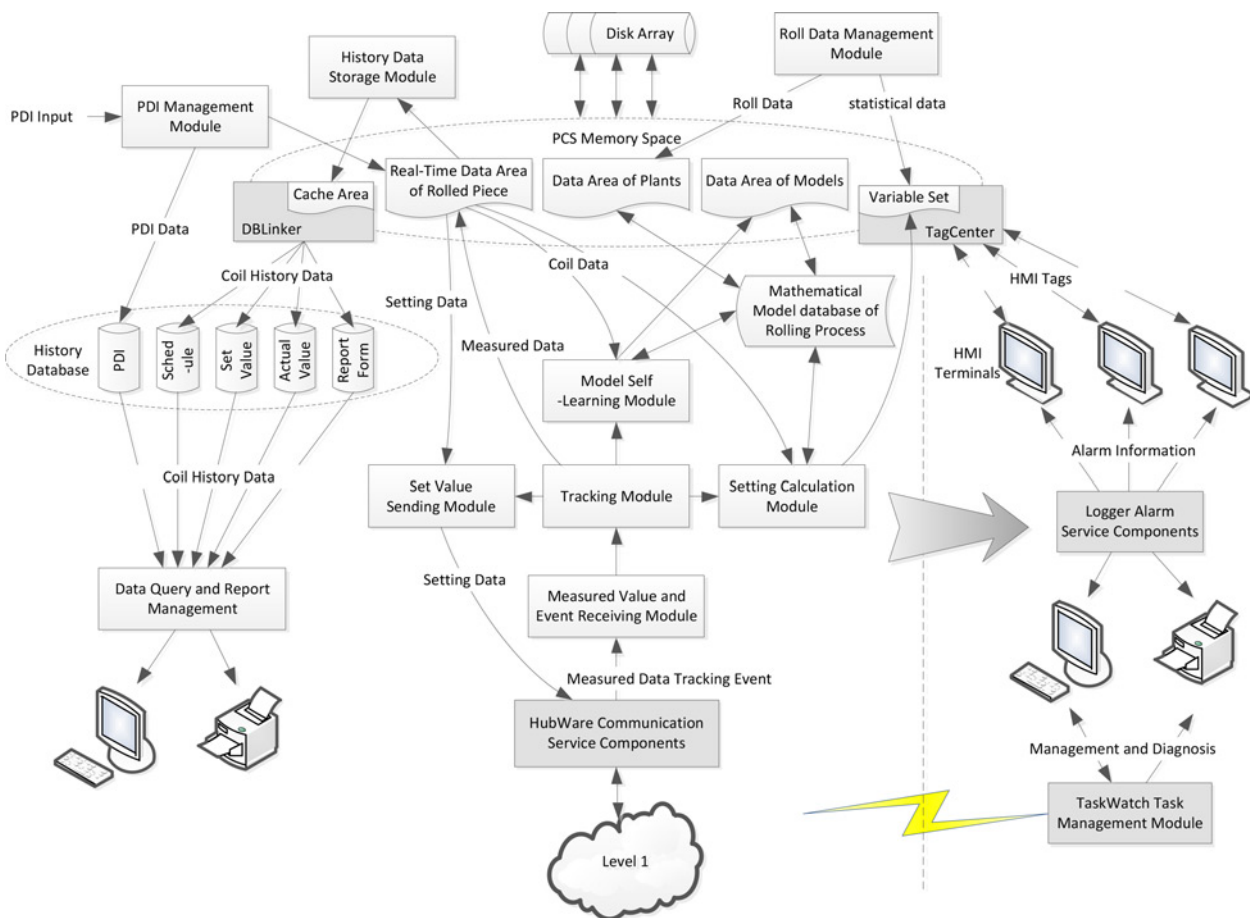 Disk Array
Roll Data Management
Module
History Data
Storage Module
PDI Management
Module
PDI Input
Roll Data
statistical data
PCS Memory Space
Real-Time Data Area
of Rolled Piece
Data Area of Plants
Data Area of Models
Cache Area
DBLinker
Variable Set
TagCenter
PDI Data
Coil History Data
Setting Data
Coil Data
HMI Tags
Mathematical
Model database of
Rolling Process
Measured Data
History
Database
PDI
Sched
-ule
Set
Value
Actual
Value
Report
Form
HMI
Terminals
Model Self
-Learning Module
Alarm Information
Coil History Data
Set Value
Sending Module
Tracking Module
Setting Calculation
Module
Logger Alarm
Service Components
Data Query and Report
Management
Setting Data
Measured Value and
Event Receiving Module
Measured Data Tracking Event
HubWare Communication
Service Components
Management and Diagnosis
TaskWatch Task
Management Module
Level 1